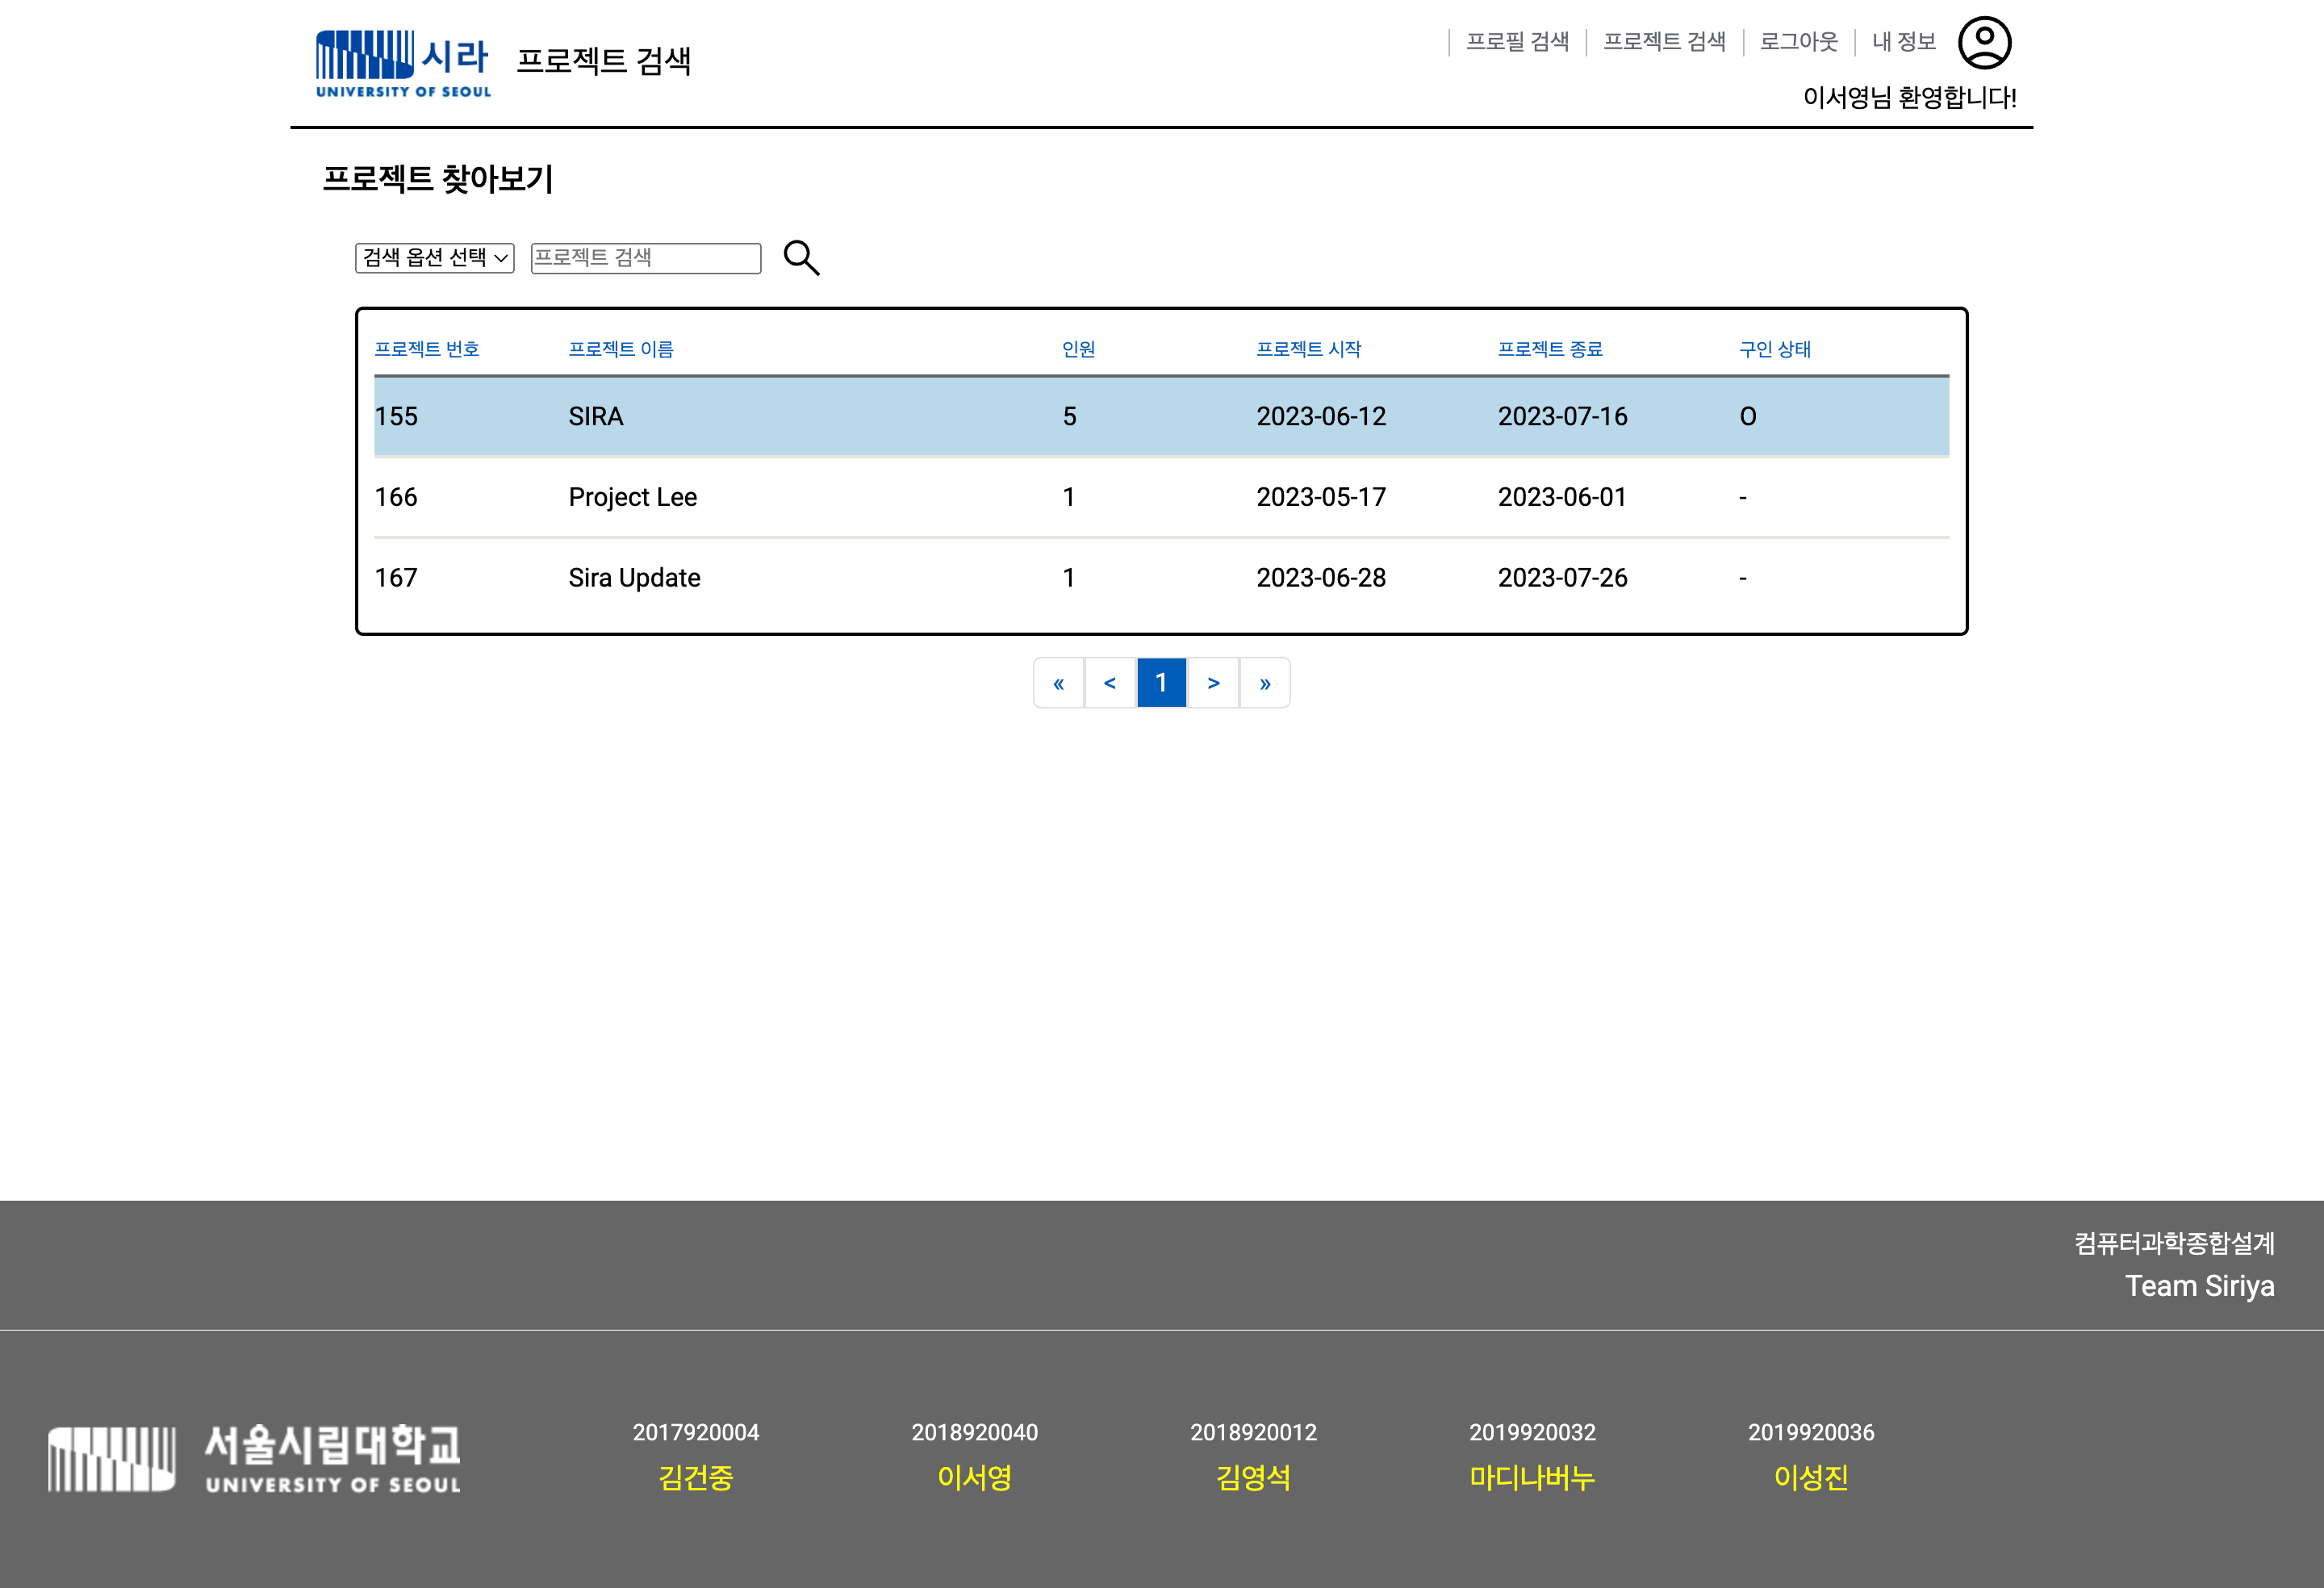 시라
UNIVERSITY OF SEOUL
프로젝트 검색
프로필 검색 프로젝트 검색 로그아웃 내 정보
이서영님 환영합니다!
프로젝트 찾아보기
검색 옵션 선택 프로젝트 검색
프로젝트 번호 프로젝트 이름 인원 프로젝트 시작 프로젝트 종료 구인 상태
155 SIRA 5 2023-06-12 2023-07-16 O
166 Project Lee 1 2023-05-17 2023-06-01 -
167 Sira Update 1 2023-06-28 2023-07-26 -
« < 1 > »
컴퓨터과학종합설계
Team Siriya
서울시립대학교
UNIVERSITY OF SEOUL
2017920004 2018920040 2018920012 2019920032 2019920036
김건중 이서영 김영석 마디나버누 이성진